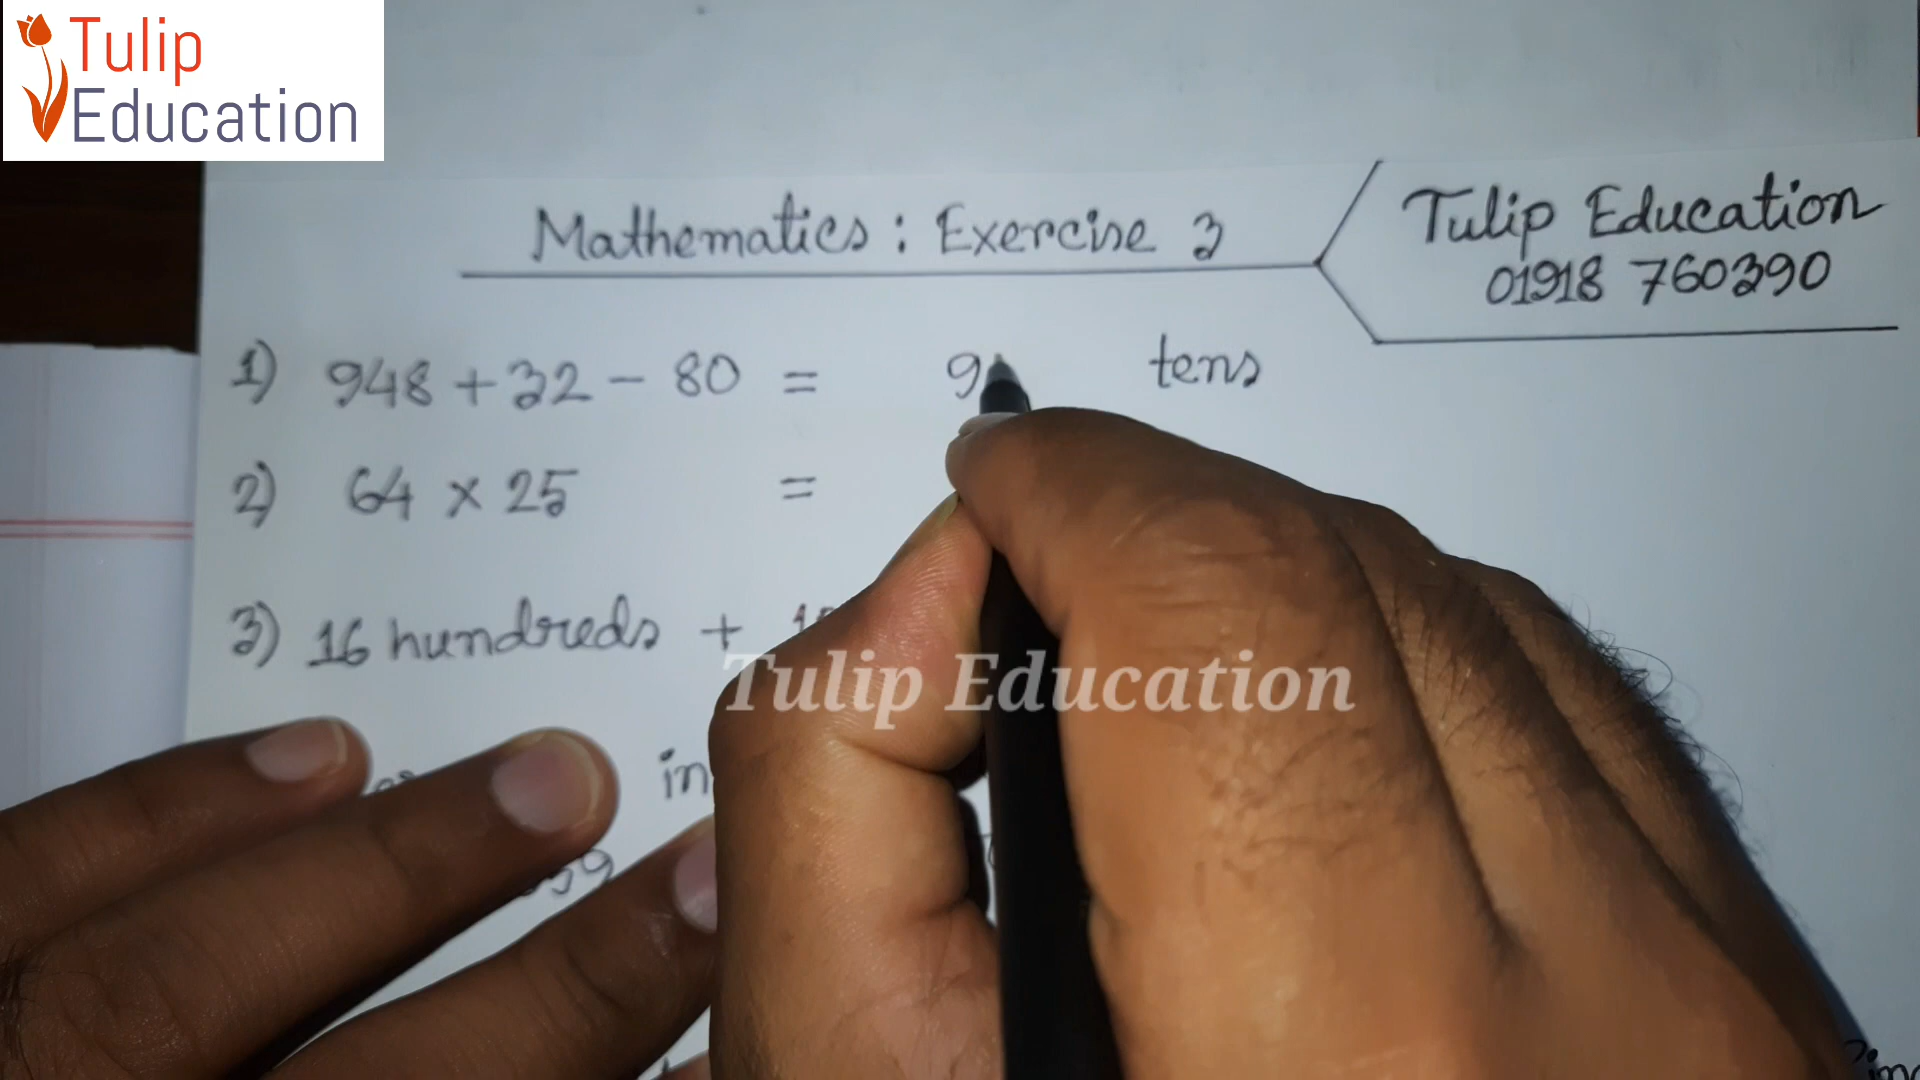 Tulip
Education
Mathematics: Exercise 3
Tulip Education
01918 760390
1) 948 + 32 - 80 = 9 tens
2) 64 × 25 =
3) 16 hundreds +
Tulip Education
in